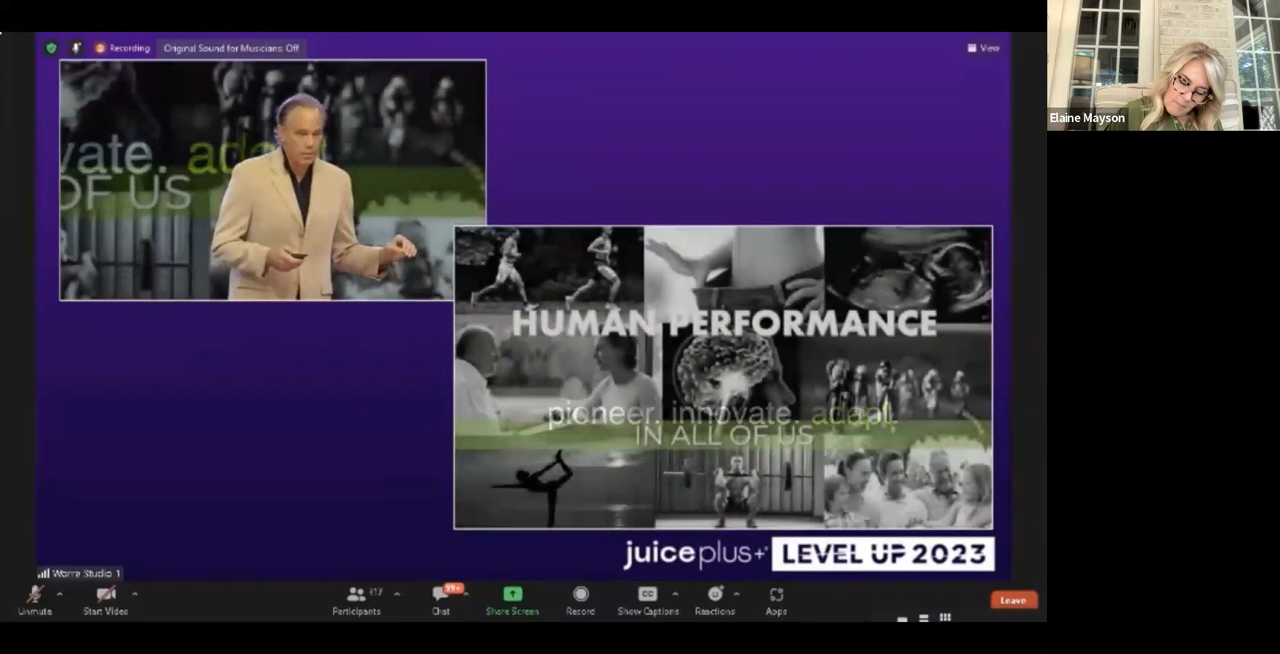 Recording
Original Sound for Musicians: Off
View
Elaine Mayson
vate. ad
OF US
HUMAN PERFORMANCE
pioneer. innovate. adapt.
IN ALL OF US
juice plus+
LEVEL UP 2023
Warre Studio 1
99+
Unmute
Start Video
Participants
Chat
Share Screen
CC
Record
Show Captions
Reactions
Apps
Leave